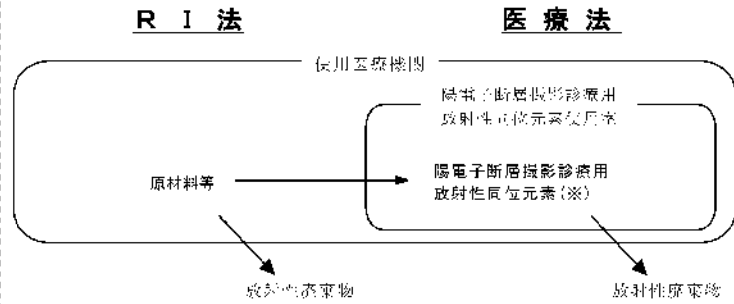 ＲＩ法
医療法
使用医療機関
陽電子断層撮影診療用
放射性同位元素使用室
原材料等
陽電子断層撮影診療用
放射性同位元素(※)
放射性廃棄物
放射性廃棄物